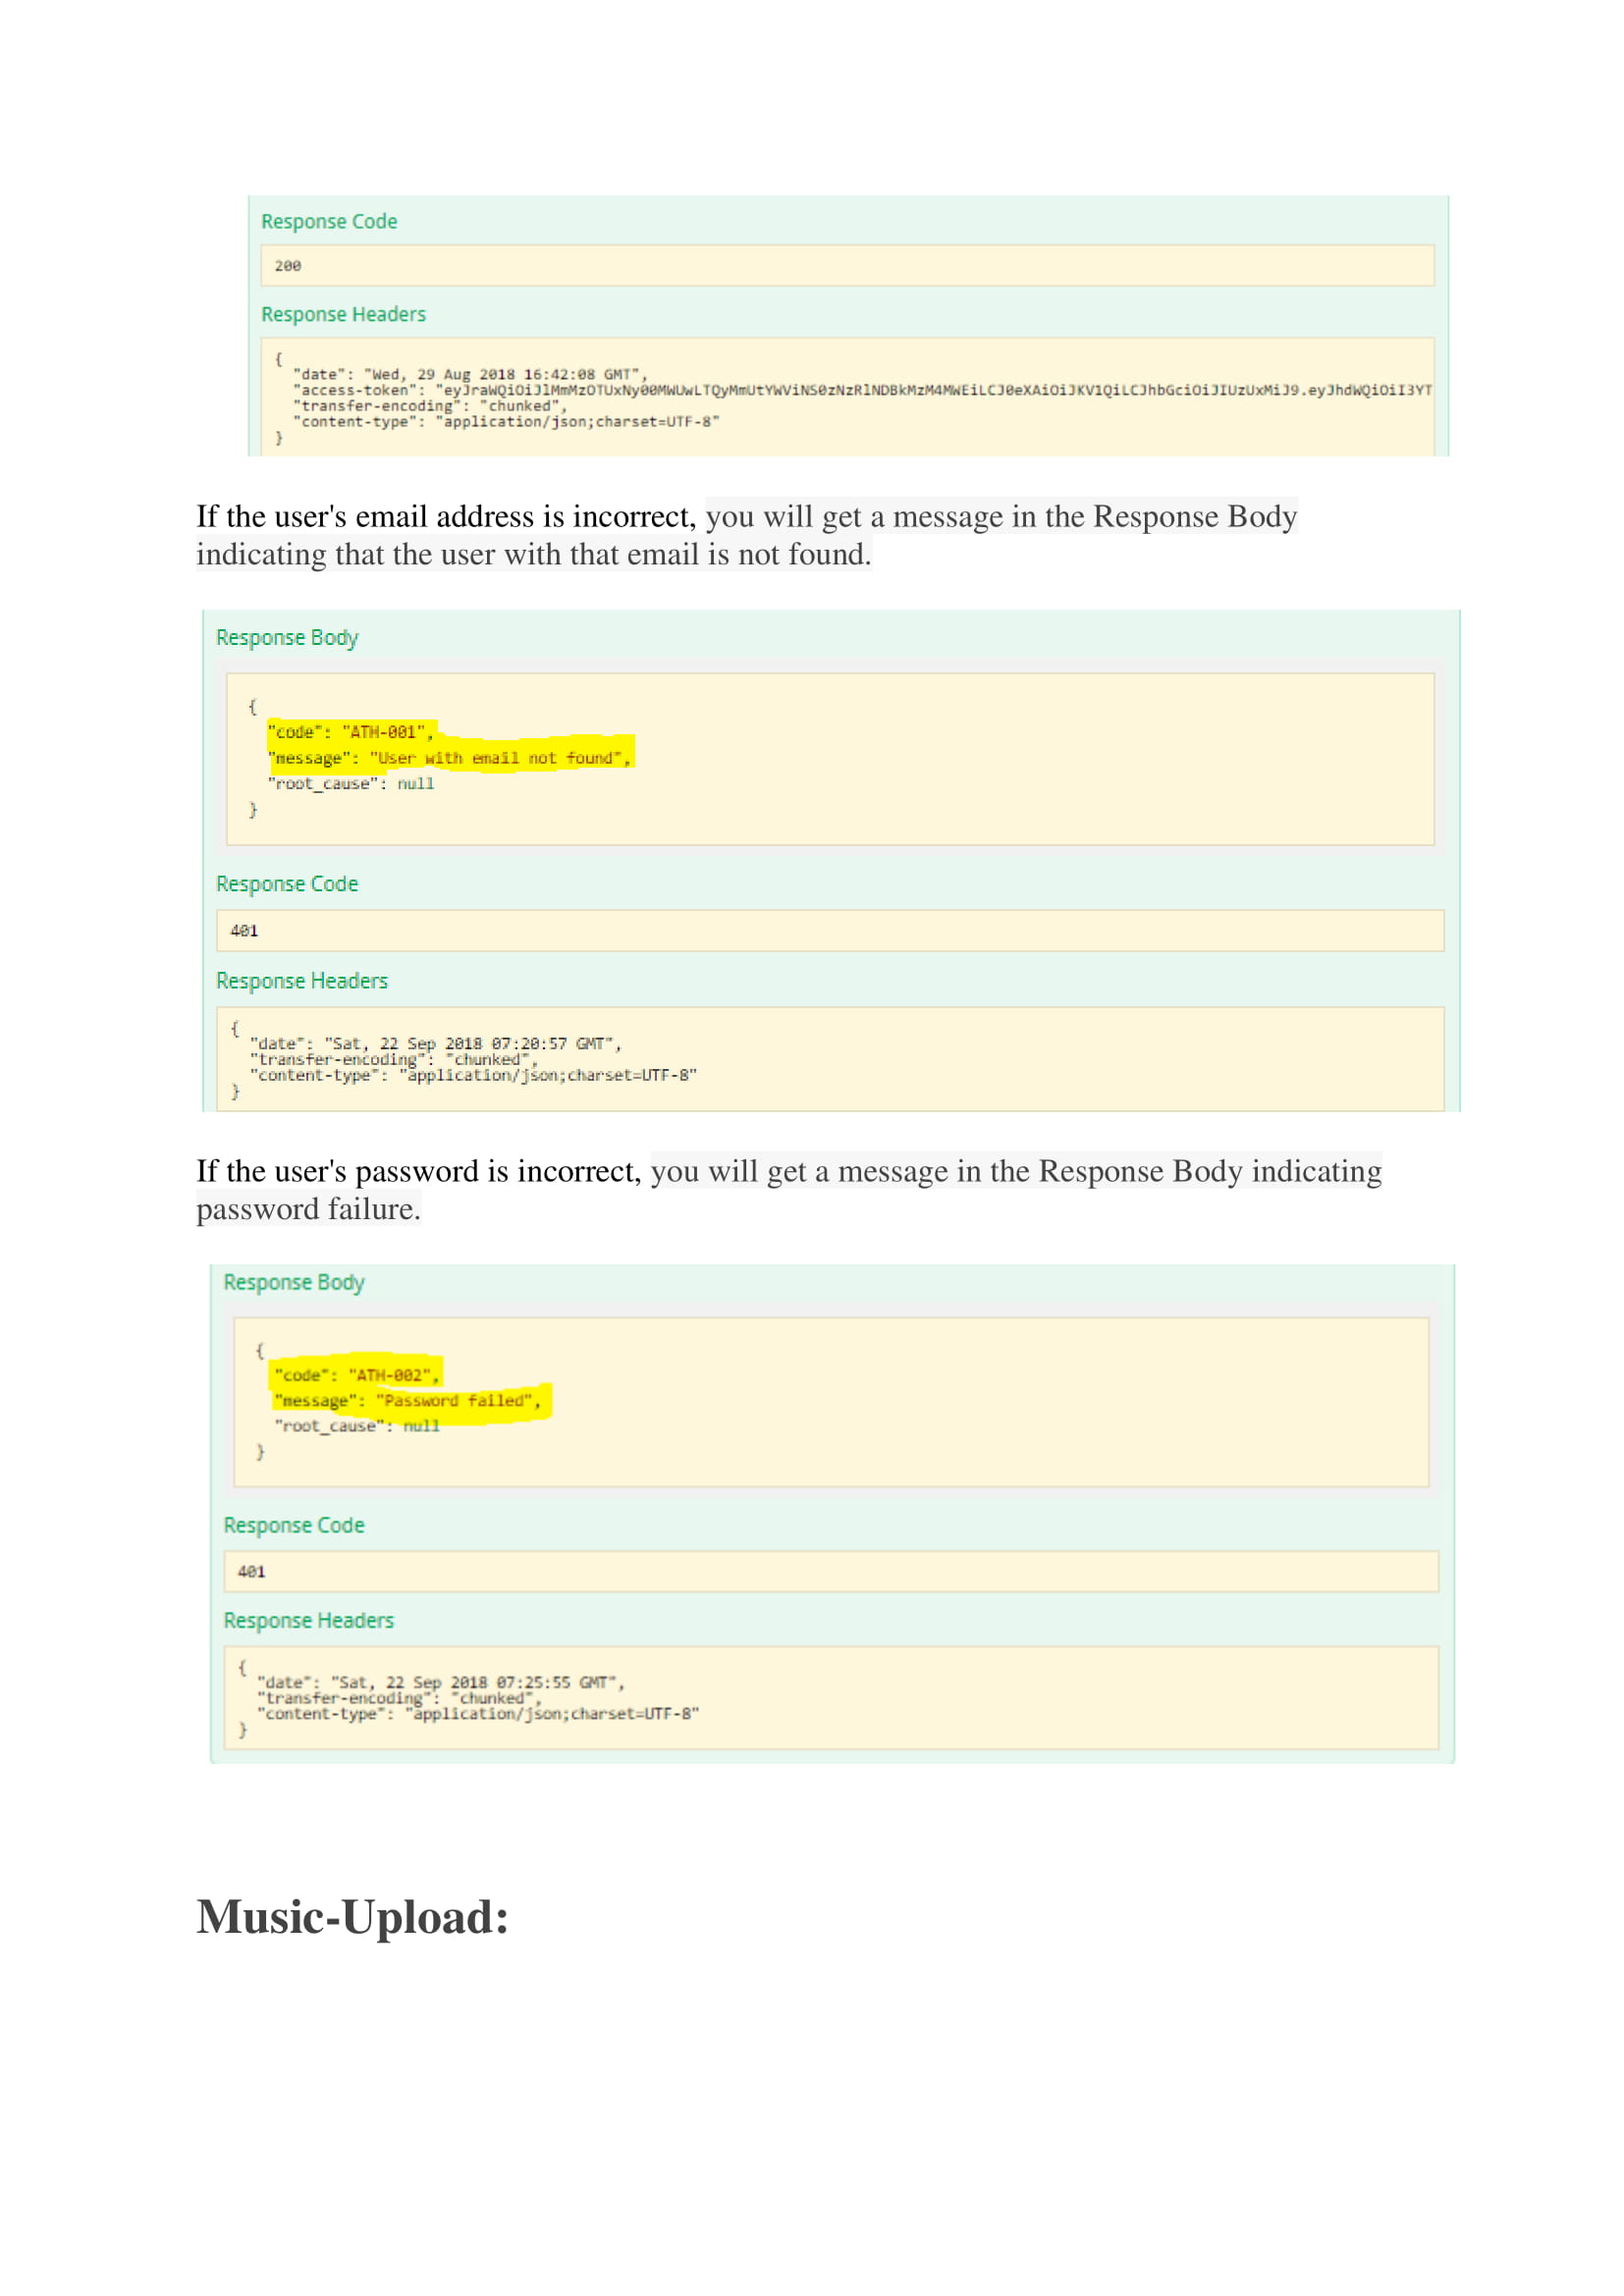 Response Code
200
Response Headers
{
"date": "Wed, 29 Aug 2018 16:42:08 GMT",
"access-token": "eyJraWQiOiJlMmMzOTUxNy00MWUwLTQyMmUtYWViNS0zNzRlNDBkMzM4MWEiLCJ0eXAiOiJKV1QiLCJhbGciOiJIUzUxMiJ9.eyJhdWQiOiI3YT
"transfer-encoding": "chunked",
"content-type": "application/json;charset=UTF-8"
}
If the user's email address is incorrect, you will get a message in the Response Body
indicating that the user with that email is not found.
Response Body
{
"code": "ATH-001",
"message": "User with email not found",
"root_cause": null
}
Response Code
401
Response Headers
{
"date": "Sat, 22 Sep 2018 07:20:57 GMT",
"transfer-encoding": "chunked",
"content-type": "application/json;charset=UTF-8"
}
If the user's password is incorrect, you will get a message in the Response Body indicating
password failure.
Response Body
{
"code": "ATH-002",
"message": "Password failed",
"root_cause": null
}
Response Code
401
Response Headers
{
"date": "Sat, 22 Sep 2018 07:25:55 GMT",
"transfer-encoding": "chunked",
"content-type": "application/json;charset=UTF-8"
}
Music-Upload: